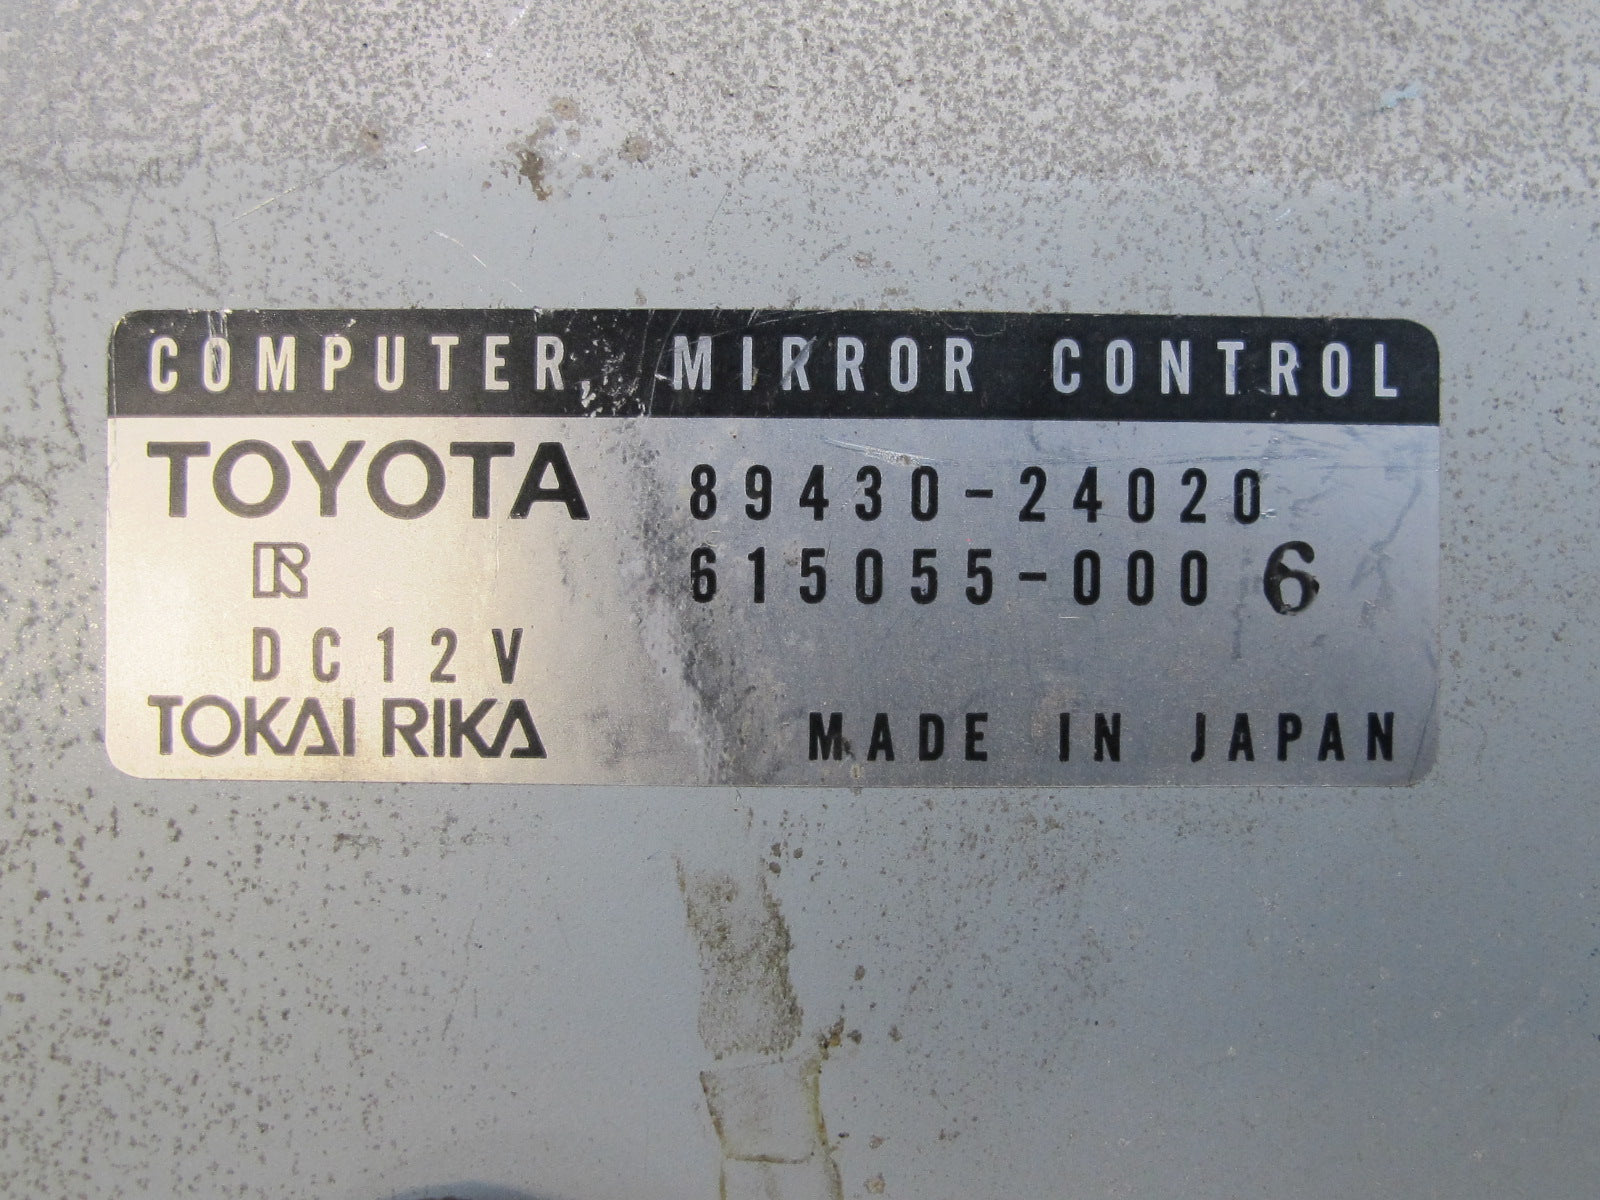 COMPUTER, MIRROR CONTROL
TOYOTA 89430-24020
R 615055-000 6
DC12V
TOKAI RIKA MADE IN JAPAN